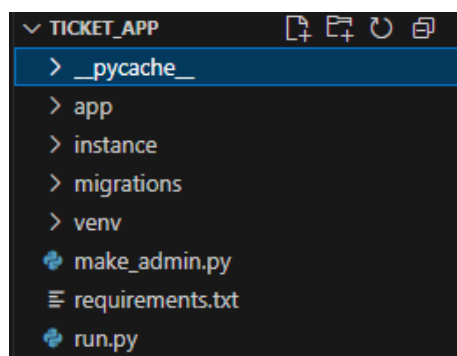 TICKET_APP
__pycache__
app
instance
migrations
venv
make_admin.py
requirements.txt
run.py